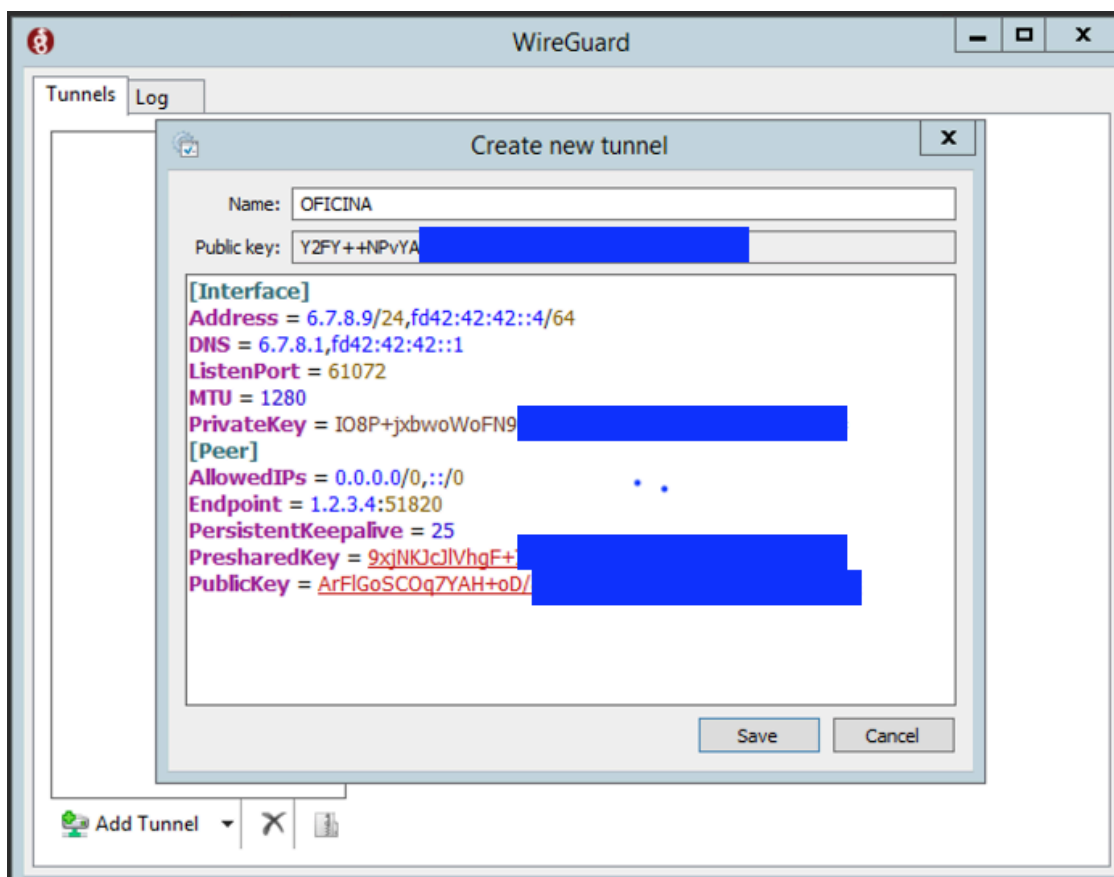 WireGuard
Tunnels
Log
Create new tunnel
Name: OFICINA
Public key: Y2FY++NPvYA
[Interface]
Address = 6.7.8.9/24,fd42:42:42::4/64
DNS = 6.7.8.1,fd42:42:42::1
ListenPort = 61072
MTU = 1280
PrivateKey = IO8P+jxbwoWoFN9
[Peer]
AllowedIPs = 0.0.0.0/0,::/0
Endpoint = 1.2.3.4:51820
PersistentKeepalive = 25
PresharedKey = 9xjNKJcJlVhgF+
PublicKey = ArFlGoSCOq7YAH+oD/
Save
Cancel
Add Tunnel